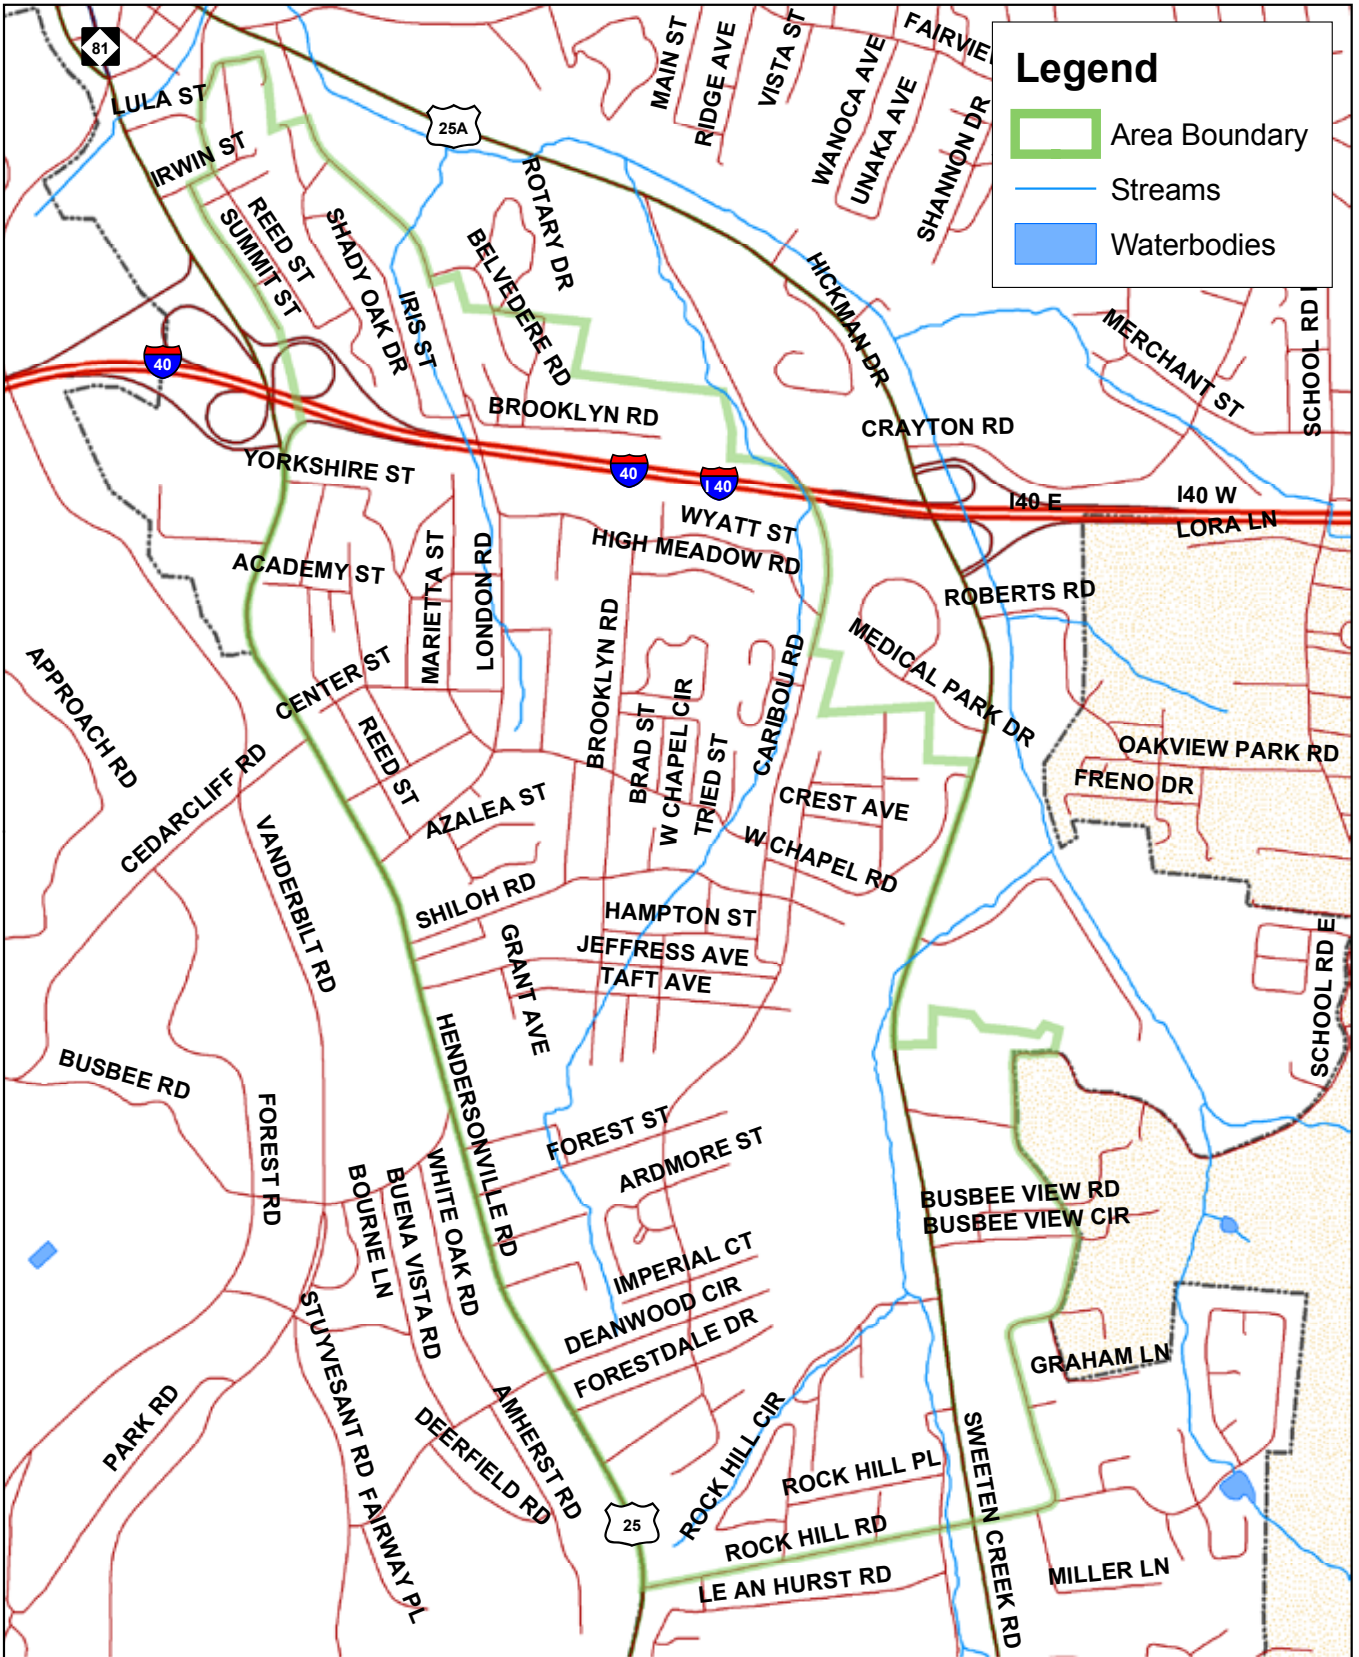 81
LULA ST
IRWIN ST
REED ST
SUMMIT ST
SHADY OAK DR
IRIS ST
25A
ROTARY DR
BELVEDERE RD
MAIN ST
RIDGE AVE
VISTA ST
FAIRVIE
WANOCA AVE
UNAKA AVE
SHANNON DR
Legend
Area Boundary
Streams
Waterbodies
HICKMAN DR
MERCHANT ST
SCHOOL RD
40
BROOKLYN RD
CRAYTON RD
YORKSHIRE ST
40
I 40
I40 E
I40 W
LORA LN
WYATT ST
HIGH MEADOW RD
ACADEMY ST
MARIETTA ST
LONDON RD
ROBERTS RD
BROOKLYN RD
CARIBOU RD
MEDICAL PARK DR
APPROACH RD
CENTER ST
REED ST
BRAD ST
W CHAPEL CIR
TRIED ST
OAKVIEW PARK RD
FRENO DR
CEDARCLIFF RD
AZALEA ST
CREST AVE
W CHAPEL RD
VANDERBILT RD
SHILOH RD
HAMPTON ST
JEFFRESS AVE
TAFT AVE
GRANT AVE
SCHOOL RD E
BUSBEE RD
HENDERSONVILLE RD
FOREST RD
FOREST ST
ARDMORE ST
BOURNE LN
BUENA VISTA RD
WHITE OAK RD
BUSBEE VIEW RD
BUSBEE VIEW CIR
IMPERIAL CT
DEANWOOD CIR
FORESTDALE DR
STUYVESANT RD
GRAHAM LN
PARK RD
DEERFIELD RD
AMHERST RD
FAIRWAY PL
ROCK HILL CIR
ROCK HILL PL
SWEETEN CREEK RD
25
ROCK HILL RD
LE AN HURST RD
MILLER LN